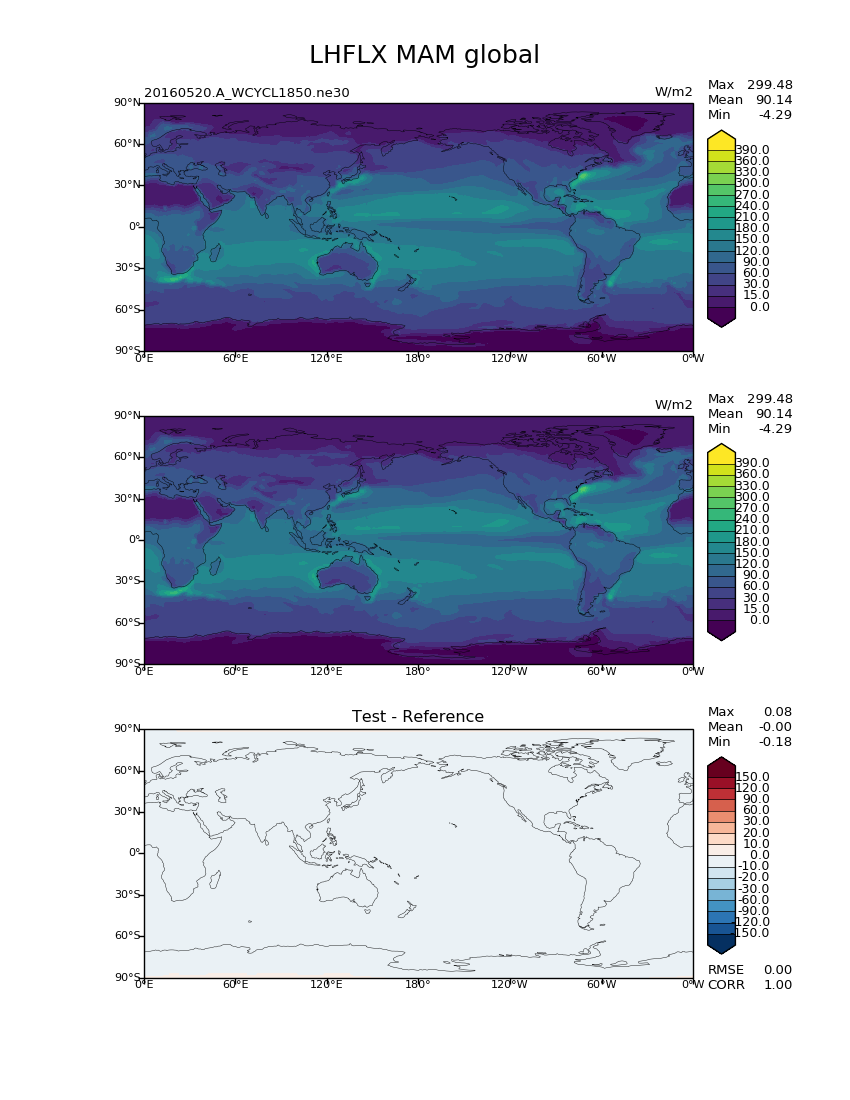 LHFLX MAM global
20160520.A_WCYCL1850.ne30
W/m2
Max 299.48
Mean 90.14
Min -4.29
90°N
60°N
30°N
0°
30°S
60°S
90°S
0°E 60°E 120°E 180° 120°W 60°W 0°W
390.0
360.0
330.0
300.0
270.0
240.0
210.0
180.0
150.0
120.0
90.0
60.0
30.0
15.0
0.0
W/m2
Max 299.48
Mean 90.14
Min -4.29
90°N
60°N
30°N
0°
30°S
60°S
90°S
0°E 60°E 120°E 180° 120°W 60°W 0°W
390.0
360.0
330.0
300.0
270.0
240.0
210.0
180.0
150.0
120.0
90.0
60.0
30.0
15.0
0.0
Test - Reference
Max 0.08
Mean -0.00
Min -0.18
90°N
60°N
30°N
0°
30°S
60°S
90°S
0°E 60°E 120°E 180° 120°W 60°W 0°W
150.0
120.0
90.0
60.0
30.0
20.0
10.0
0.0
-10.0
-20.0
-30.0
-60.0
-90.0
-120.0
-150.0
RMSE 0.00
CORR 1.00